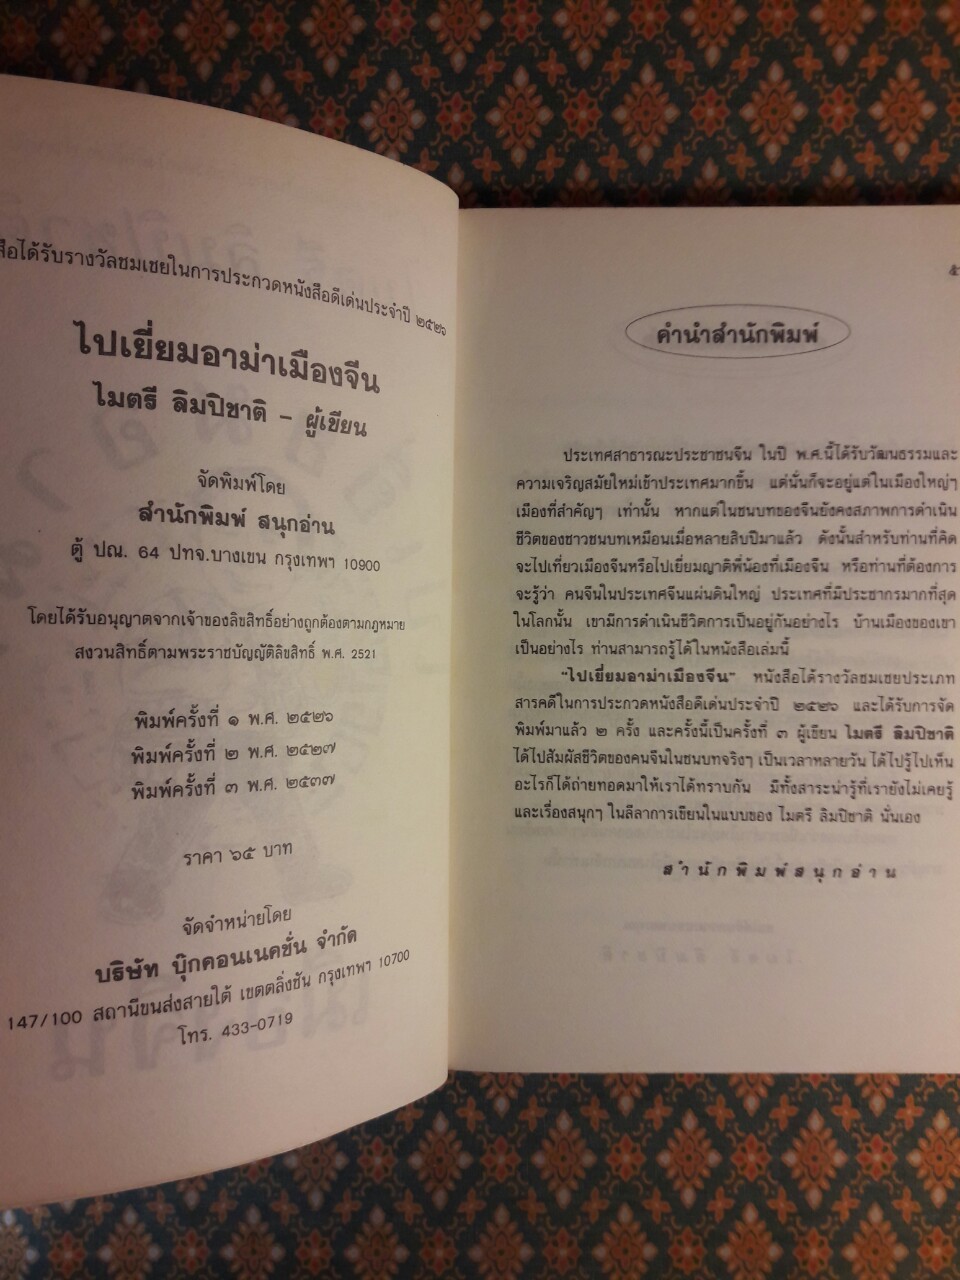 สือได้รับรางวัลชมเชยในการประกวดหนังสือดีเด่นประจำปี ๒๕๒๖
ไปเยี่ยมอาม่าเมืองจีน
ไมตรี ลิมปิชาติ - ผู้เขียน
จัดพิมพ์โดย
สำนักพิมพ์ สนุกอ่าน
ตู้ ปณ. 64 ปทจ.บางเขน กรุงเทพฯ 10900
โดยได้รับอนุญาตจากเจ้าของลิขสิทธิ์อย่างถูกต้องตามกฎหมาย
สงวนสิทธิ์ตามพระราชบัญญัติลิขสิทธิ์ พ.ศ. 2521
พิมพ์ครั้งที่ ๑ พ.ศ. ๒๕๒๖
พิมพ์ครั้งที่ ๒ พ.ศ. ๒๕๒๗
พิมพ์ครั้งที่ ๓ พ.ศ. ๒๕๓๗
ราคา ๖๕ บาท
จัดจำหน่ายโดย
บริษัท บุ๊กคอนเนคชั่น จำกัด
147/100 สถานีขนส่งสายใต้ เขตตลิ่งชัน กรุงเทพฯ 10700
โทร. 433-0719
คำนำสำนักพิมพ์
ประเทศสาธารณะประชาชนจีน ในปี พ.ศ.นี้ได้รับวัฒนธรรมและ
ความเจริญสมัยใหม่เข้าประเทศมากขึ้น แต่นั่นก็จะอยู่แต่ในเมืองใหญ่ๆ
เมืองที่สำคัญๆ เท่านั้น หากแต่ในชนบทของจีนยังคงสภาพการดำเนิน
ชีวิตของชาวชนบทเหมือนเมื่อหลายสิบปีมาแล้ว ดังนั้นสำหรับท่านที่คิด
จะไปเที่ยวเมืองจีนหรือไปเยี่ยมญาติพี่น้องที่เมืองจีน หรือท่านที่ต้องการ
จะรู้ว่า คนจีนในประเทศจีนแผ่นดินใหญ่ ประเทศที่มีประชากรมากที่สุด
ในโลกนั้น เขามีการดำเนินชีวิตการเป็นอยู่กันอย่างไร บ้านเมืองของเขา
เป็นอย่างไร ท่านสามารถรู้ได้ในหนังสือเล่มนี้
"ไปเยี่ยมอาม่าเมืองจีน" หนังสือได้รางวัลชมเชยประเภท
สารคดีในการประกวดหนังสือดีเด่นประจำปี ๒๕๒๖ และได้รับการจัด
พิมพ์มาแล้ว ๒ ครั้ง และครั้งนี้เป็นครั้งที่ ๓ ผู้เขียน ไมตรี ลิมปิชาติ
ได้ไปสัมผัสชีวิตของคนจีนในชนบทจริงๆ เป็นเวลาหลายวัน ได้ไปรู้ไปเห็น
อะไรก็ได้ถ่ายทอดมาให้เราได้ทราบกัน มีทั้งสาระน่ารู้ที่เรายังไม่เคยรู้
และเรื่องสนุกๆ ในลีลาการเขียนในแบบของ ไมตรี ลิมปิชาติ นั่นเอง
สำนักพิมพ์สนุกอ่าน